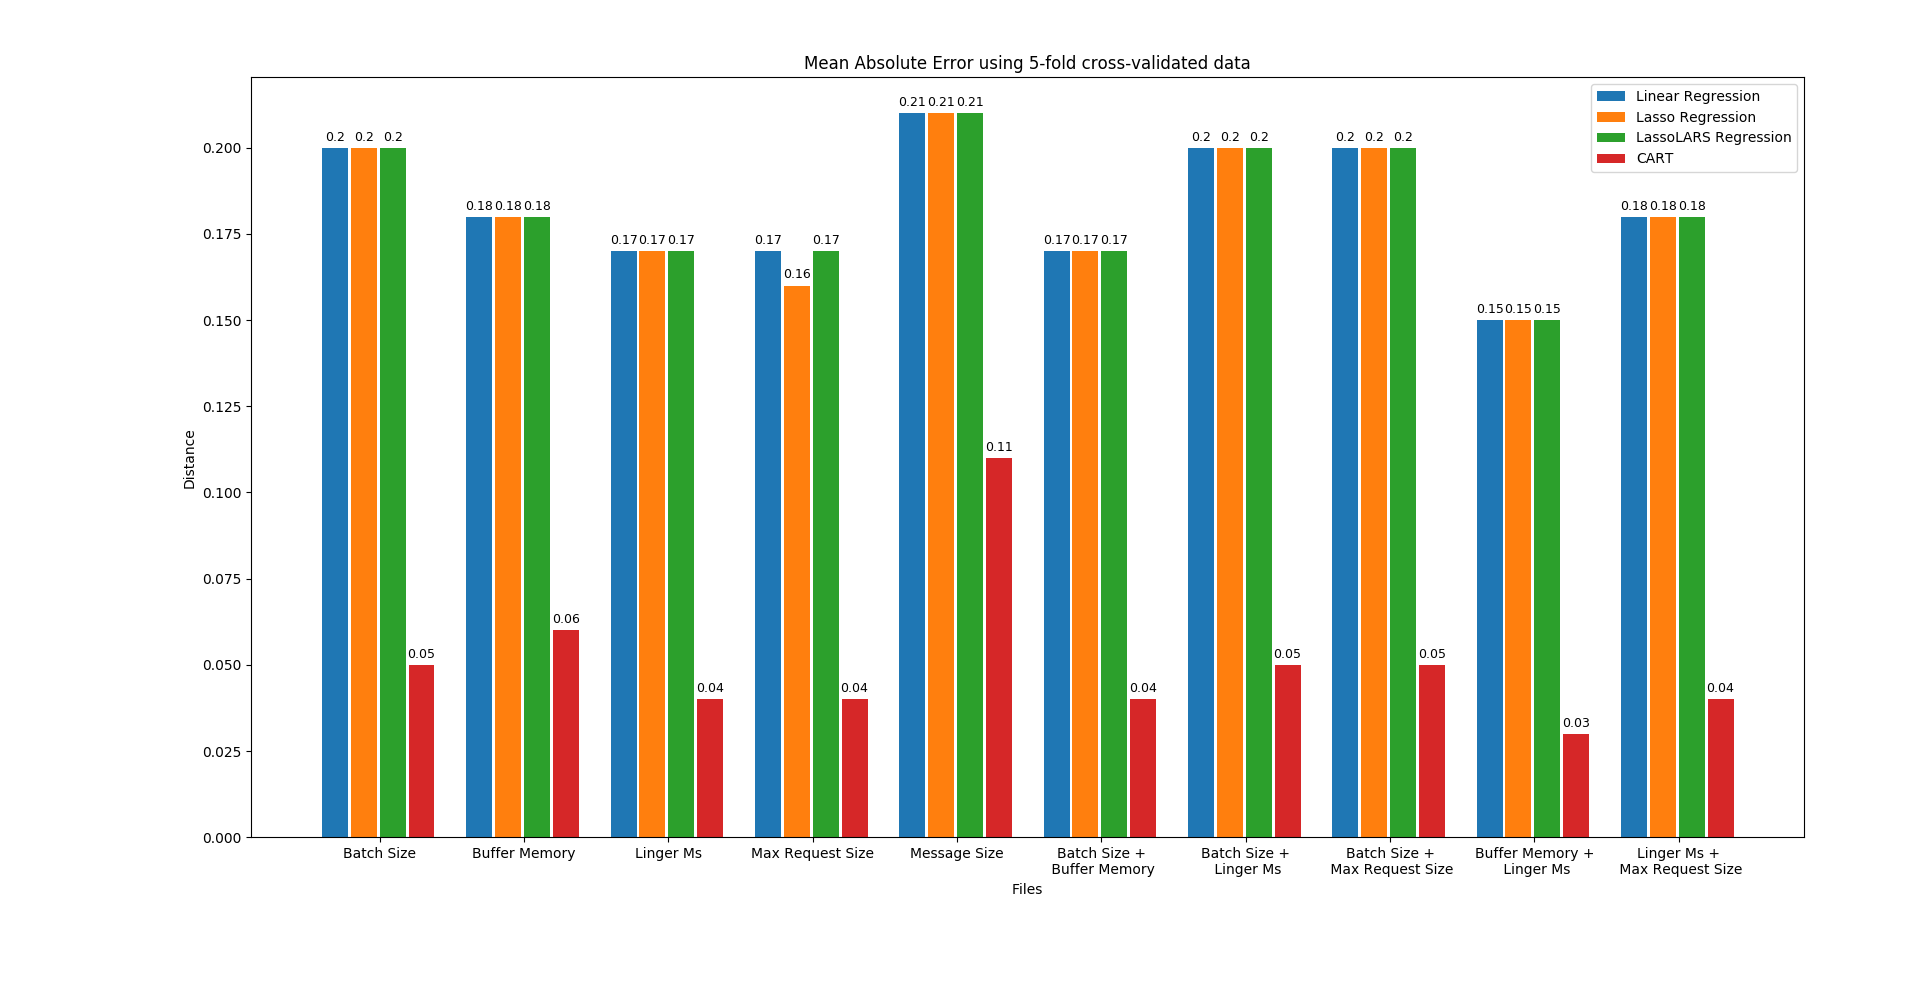 Mean Absolute Error using 5-fold cross-validated data
Linear Regression
Lasso Regression
LassoLARS Regression
CART
0.200
0.175
0.150
0.125
0.100
0.075
0.050
0.025
0.000
Distance
0.2 0.2 0.2 0.05
0.18 0.18 0.18 0.06
0.17 0.17 0.17 0.04
0.17 0.16 0.17 0.04
0.21 0.21 0.21 0.11
0.17 0.17 0.17 0.04
0.2 0.2 0.2 0.05
0.2 0.2 0.2 0.05
0.15 0.15 0.15 0.03
0.18 0.18 0.18 0.04
Batch Size
Buffer Memory
Linger Ms
Max Request Size
Message Size
Batch Size +
Buffer Memory
Batch Size +
Linger Ms
Batch Size +
Max Request Size
Buffer Memory +
Linger Ms
Linger Ms +
Max Request Size
Files